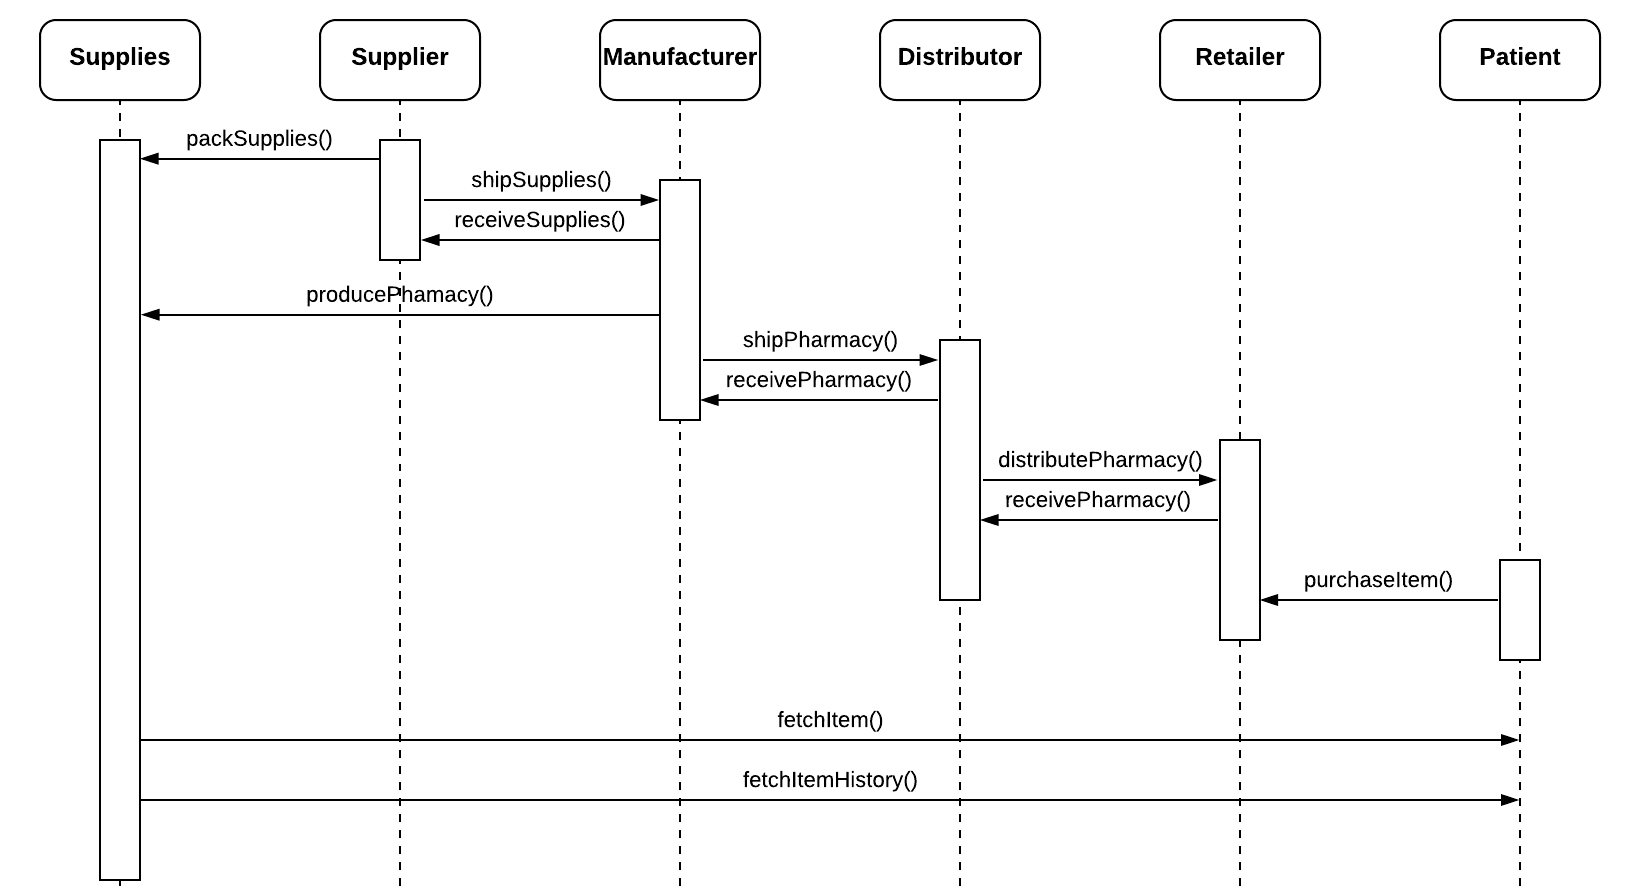 Supplies
Supplier
Manufacturer
Distributor
Retailer
Patient
packSupplies()
shipSupplies()
receiveSupplies()
producePhamacy()
shipPharmacy()
receivePharmacy()
distributePharmacy()
receivePharmacy()
purchaseItem()
fetchItem()
fetchItemHistory()